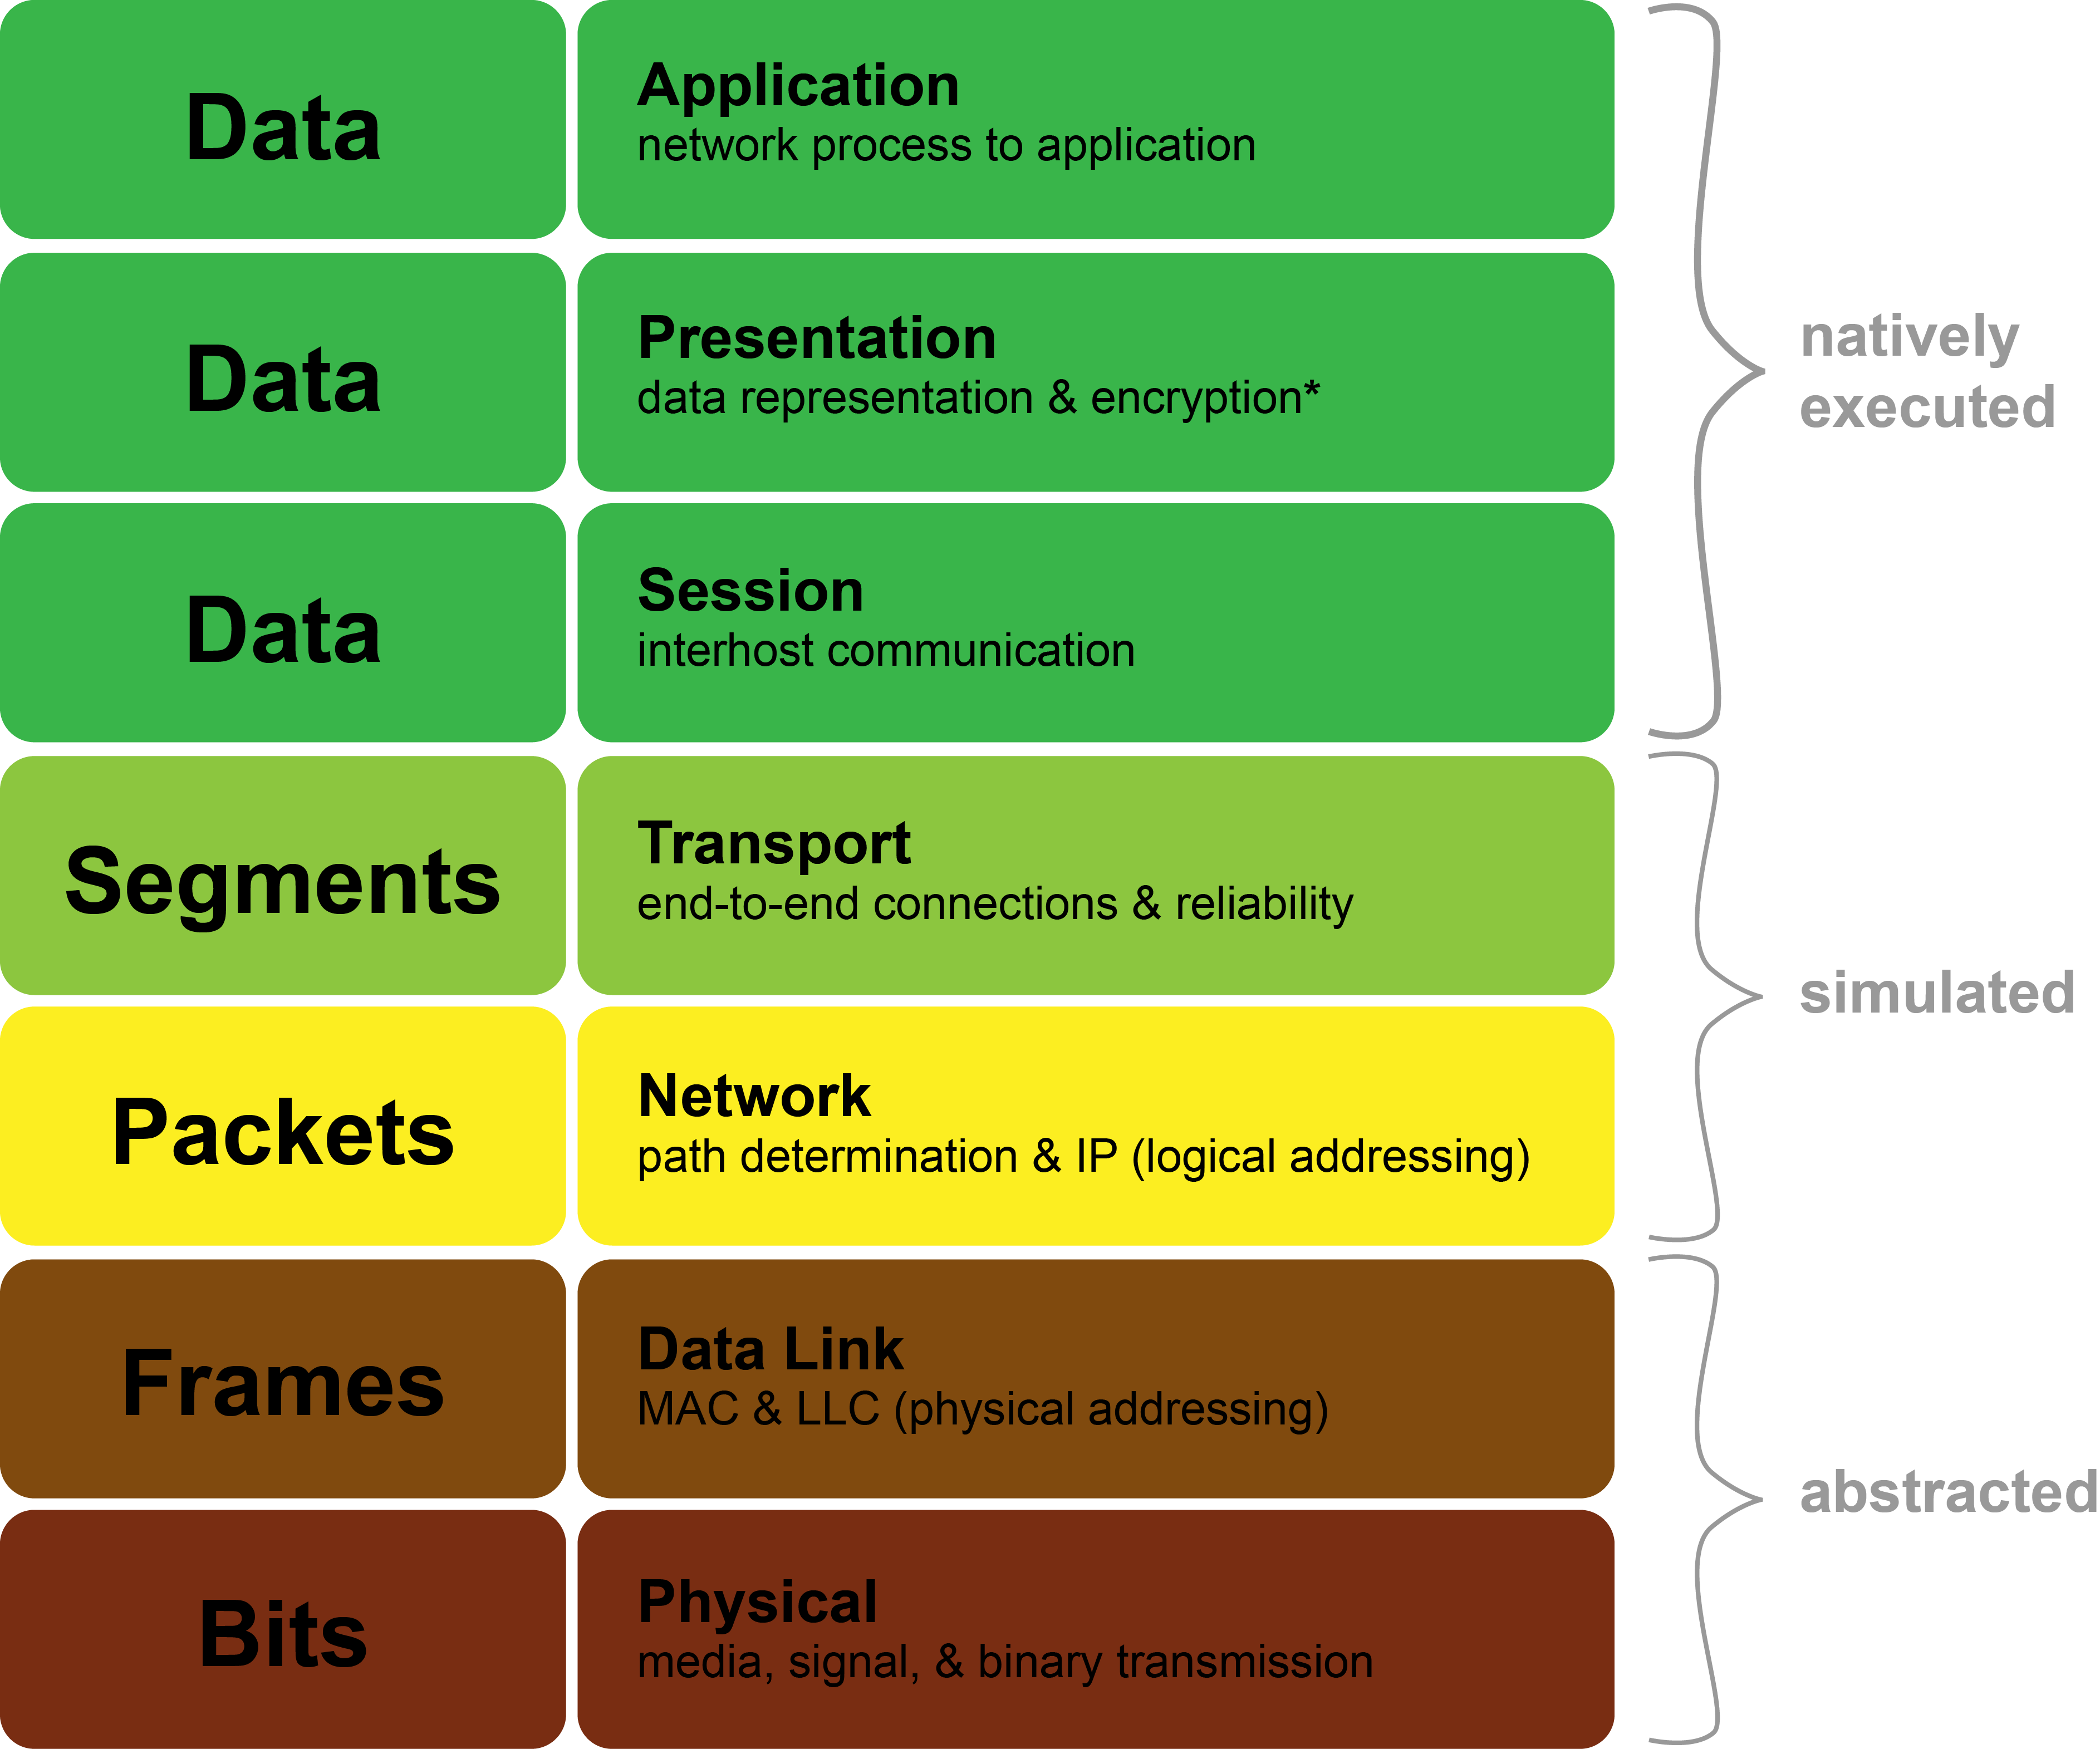 Data
Application
network process to application
Data
Presentation
data representation & encryption*
natively
executed
Data
Session
interhost communication
Segments
Transport
end-to-end connections & reliability
simulated
Packets
Network
path determination & IP (logical addressing)
Frames
Data Link
MAC & LLC (physical addressing)
abstracted
Bits
Physical
media, signal, & binary transmission